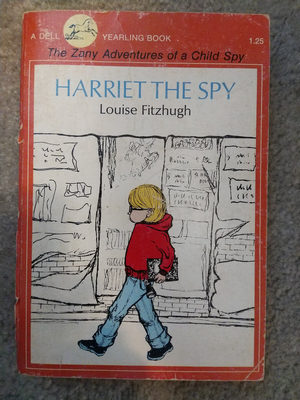 A DELL YEARLING BOOK 1.25
The Zany Adventures of a Child Spy
HARRIET THE SPY
Louise Fitzhugh